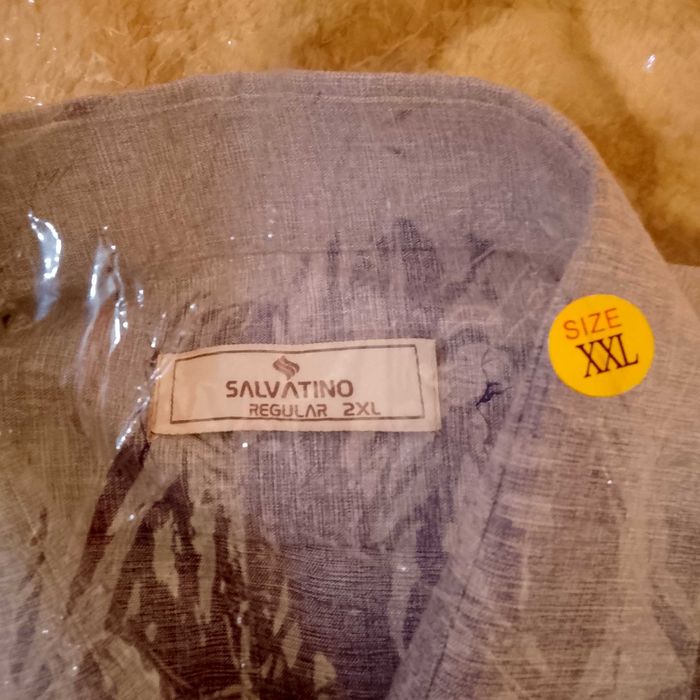 SALVATINO
REGULAR 2XL
SIZE
XXL